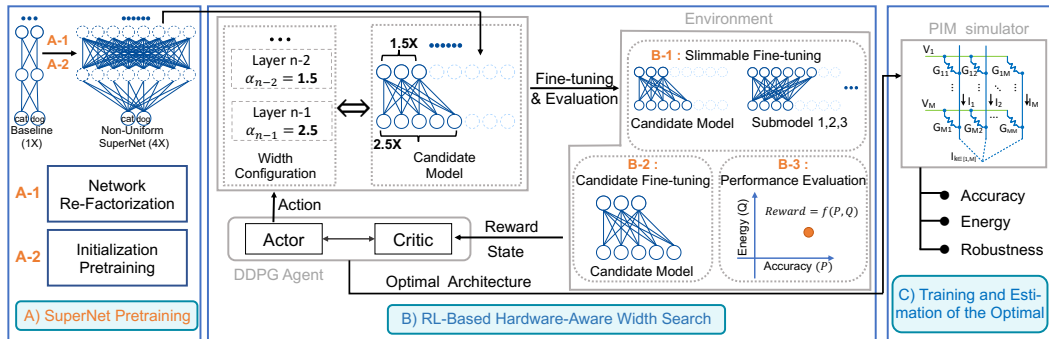 A-1
A-2
cat dog
Baseline
(1X)
cat dog
Non-Uniform
SuperNet (4X)
A-1
Network
Re-Factorization
A-2
Initialization
Pretraining
A) SuperNet Pretraining
•••
Layer n-2
αn−2 = 1.5
Layer n-1
αn−1 = 2.5
Width
Configuration
1.5X
2.5X
Candidate
Model
Action
Actor
Critic
DDPG Agent
Fine-tuning
& Evaluation
Reward
State
Optimal Architecture
Environment
B-1 : Slimmable Fine-tuning
Candidate Model
Submodel 1,2,3
B-2 :
Candidate Fine-tuning
Candidate Model
B-3 :
Performance Evaluation
Energy (Q)
Reward = f(P,Q)
Accuracy (P)
B) RL-Based Hardware-Aware Width Search
PIM simulator
V1
G11 G12 G1M
I1 I2 IM
VM
GM1 GM2 GMM
Ik∈[1,M]
Accuracy
Energy
Robustness
C) Training and Esti-
mation of the Optimal